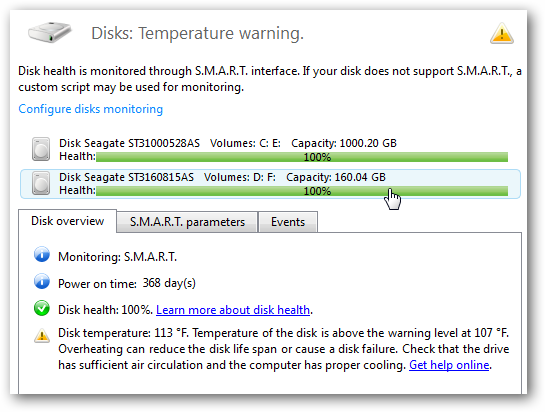 Disks: Temperature warning.
Disk health is monitored through S.M.A.R.T. interface. If your disk does not support S.M.A.R.T., a
custom script may be used for monitoring.
Configure disks monitoring
Disk Seagate ST31000528AS Volumes: C: E: Capacity: 1000.20 GB
Health: 100%
Disk Seagate ST3160815AS Volumes: D: F: Capacity: 160.04 GB
Health: 100%
Disk overview S.M.A.R.T. parameters Events
Monitoring: S.M.A.R.T.
Power on time: 368 day(s)
Disk health: 100%. Learn more about disk health.
Disk temperature: 113 °F. Temperature of the disk is above the warning level at 107 °F.
Overheating can reduce the disk life span or cause a disk failure. Check that the drive
has sufficient air circulation and the computer has proper cooling. Get help online.